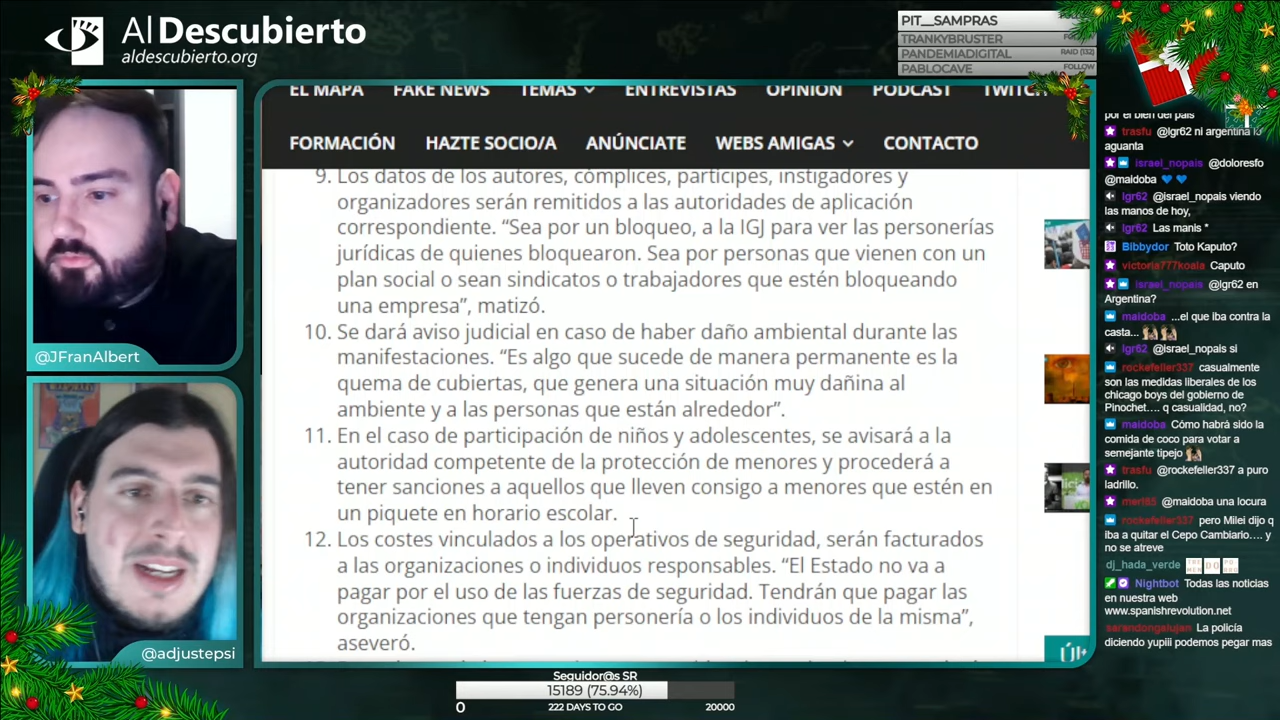 Al Descubierto
aldescubierto.org
PIT__SAMPRAS
TRANKYBRUSTER
PANDEMIADIGITAL RAID (132)
PABLOCAVE FOLLOW
EL MAPA FAKE NEWS TEMAS ENTREVISTAS OPINIÓN PODCAST TWITCH
FORMACIÓN HAZTE SOCIO/A ANÚNCIATE WEBS AMIGAS CONTACTO
9. Los datos de los autores, cómplices, partícipes, instigadores y
organizadores serán remitidos a las autoridades de aplicación
correspondiente. “Sea por un bloqueo, a la IGJ para ver las personerías
jurídicas de quienes bloquearon. Sea por personas que vienen con un
plan social o sean sindicatos o trabajadores que estén bloqueando
una empresa”, matizó.
10. Se dará aviso judicial en caso de haber daño ambiental durante las
manifestaciones. “Es algo que sucede de manera permanente es la
quema de cubiertas, que genera una situación muy dañina al
ambiente y a las personas que están alrededor”.
11. En el caso de participación de niños y adolescentes, se avisará a la
autoridad competente de la protección de menores y procederá a
tener sanciones a aquellos que lleven consigo a menores que estén en
un piquete en horario escolar.
12. Los costes vinculados a los operativos de seguridad, serán facturados
a las organizaciones o individuos responsables. “El Estado no va a
pagar por el uso de las fuerzas de seguridad. Tendrán que pagar las
organizaciones que tengan personería o los individuos de la misma”,
aseveró.
Últ
@JFranAlbert
@adjustepsi
por el bien del pais
trasfu @lgr62 ni argentina lo
aguanta
israel_nopais @doloresfo
@maidoba
lgr62 @israel_nopais viendo
las manos de hoy,
lgr62 Las manis *
Bibbydor Toto Kaputo?
victoria777koala Caputo
israel_nopais @lgr62 en
Argentina?
maidoba ...el que iba contra la
casta...
lgr62 @israel_nopais si
rockefeller337 casualmente
son las medidas liberales de los
chicago boys del gobierno de
Pinochet…. q casualidad, no?
maidoba Cómo habrá sido la
comida de coco para votar a
semejante tipejo
trasfu @rockefeller337 a puro
ladrillo.
meri65 @maidoba una locura
rockefeller337 pero Milei dijo q
iba a quitar el Cepo Cambiario…. y
no se atreve
dj_hada_verde
Nightbot Todas las noticias
en nuestra web
www.spanishrevolution.net
sarandongalujan La policía
diciendo yupiii podemos pegar mas
Seguidor@s SR
15189 (75.94%)
0 222 DAYS TO GO 20000